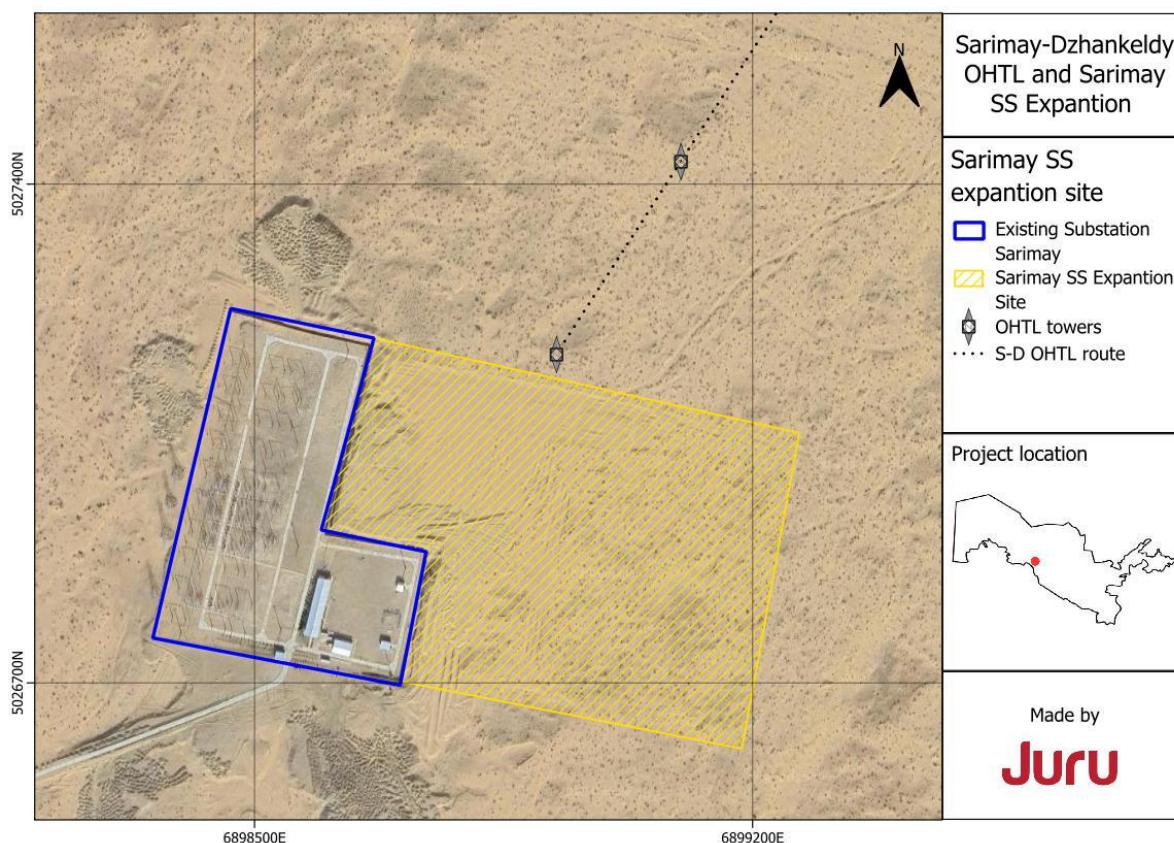 Sarimay-Dzhankeldy
OHTL and Sarimay
SS Expantion
N
Sarimay SS
expantion site
Existing Substation
Sarimay
Sarimay SS Expantion
Site
OHTL towers
S-D OHTL route
Project location
Made by
Juru
5027400N
5026700N
6898500E
6899200E